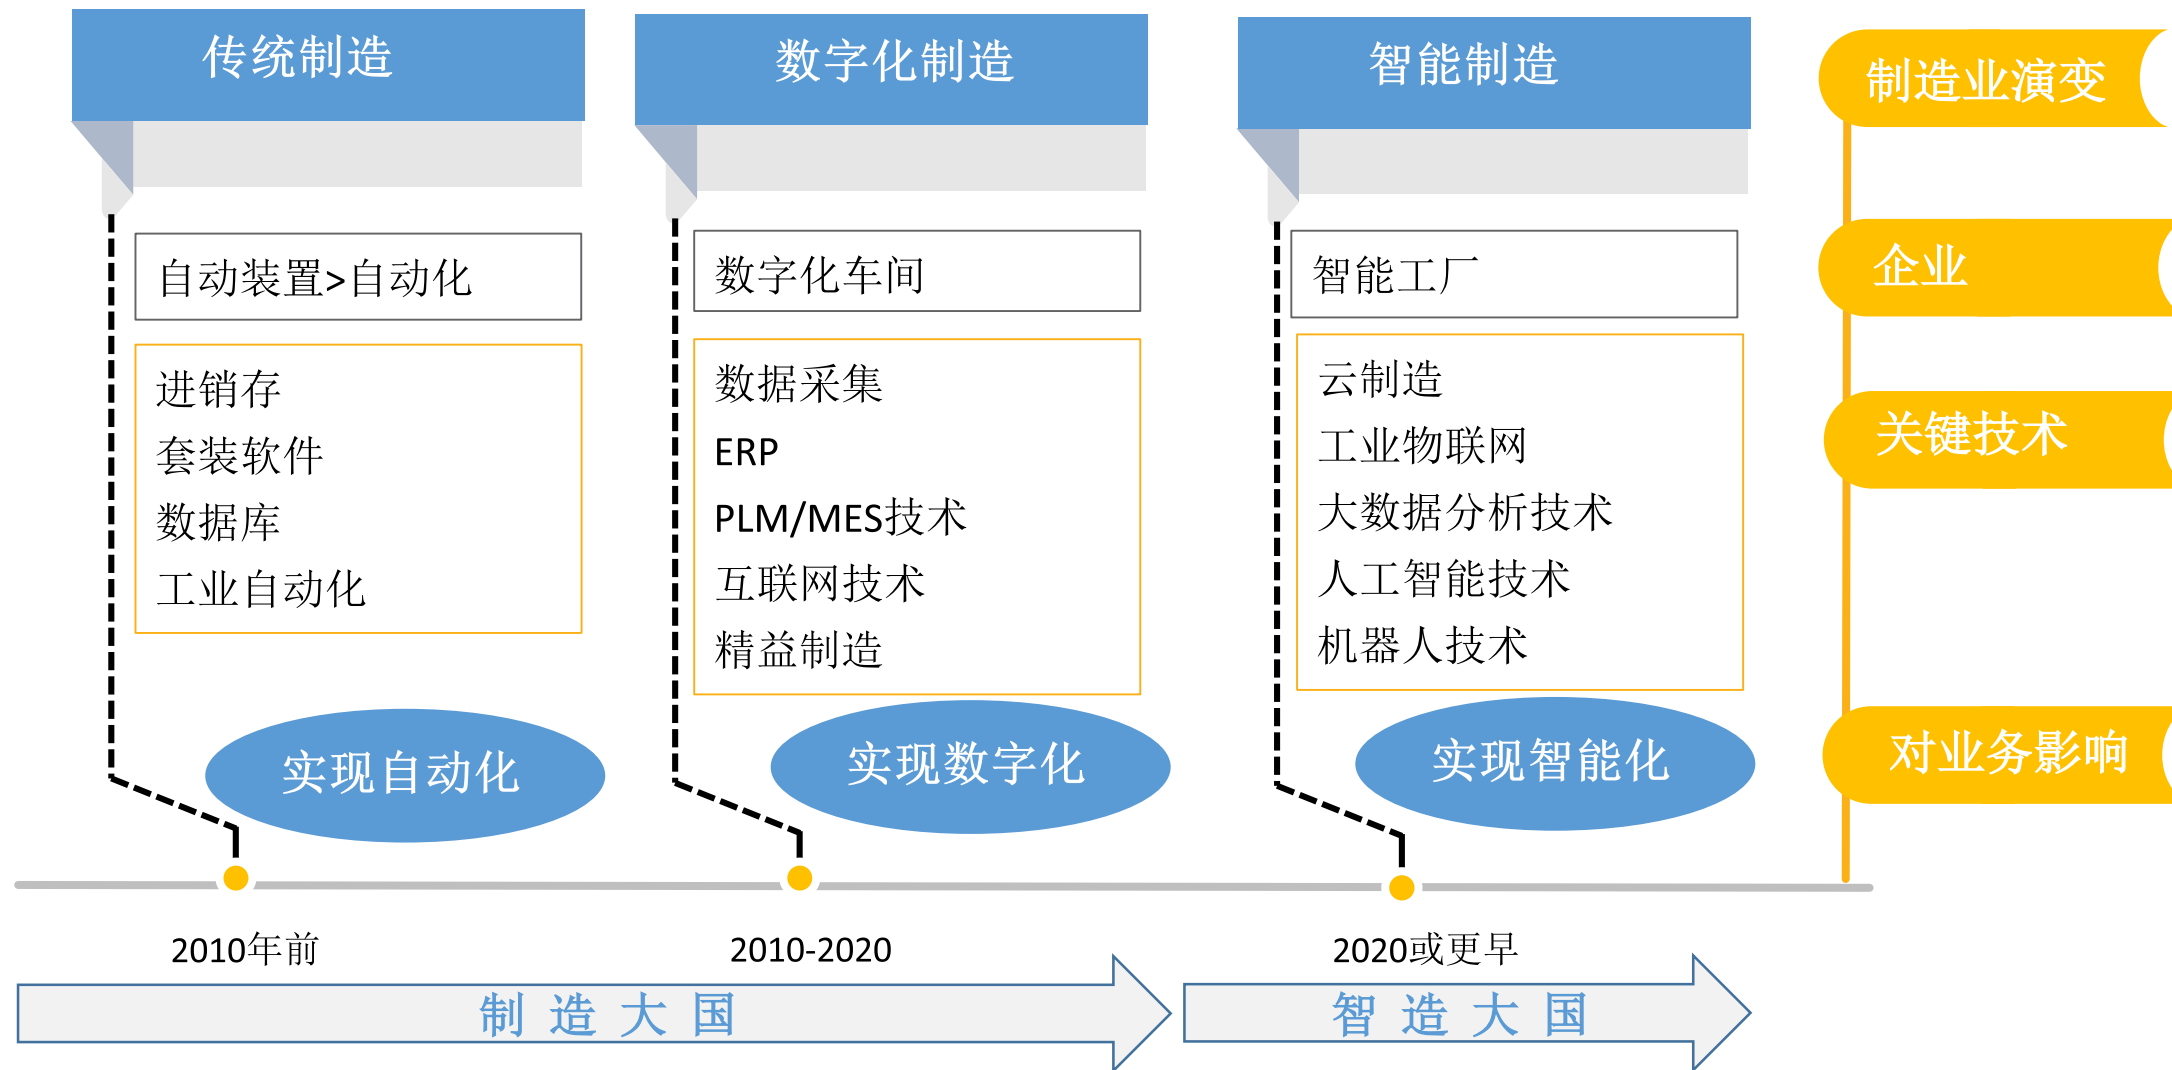 传统制造
数字化制造
智能制造
制造业演变
自动装置>自动化
数字化车间
智能工厂
企业
进销存
套装软件
数据库
工业自动化
数据采集
ERP
PLM/MES技术
互联网技术
精益制造
云制造
工业物联网
大数据分析技术
人工智能技术
机器人技术
关键技术
实现自动化
实现数字化
实现智能化
对业务影响
2010年前
2010-2020
2020或更早
制造大国
智造大国